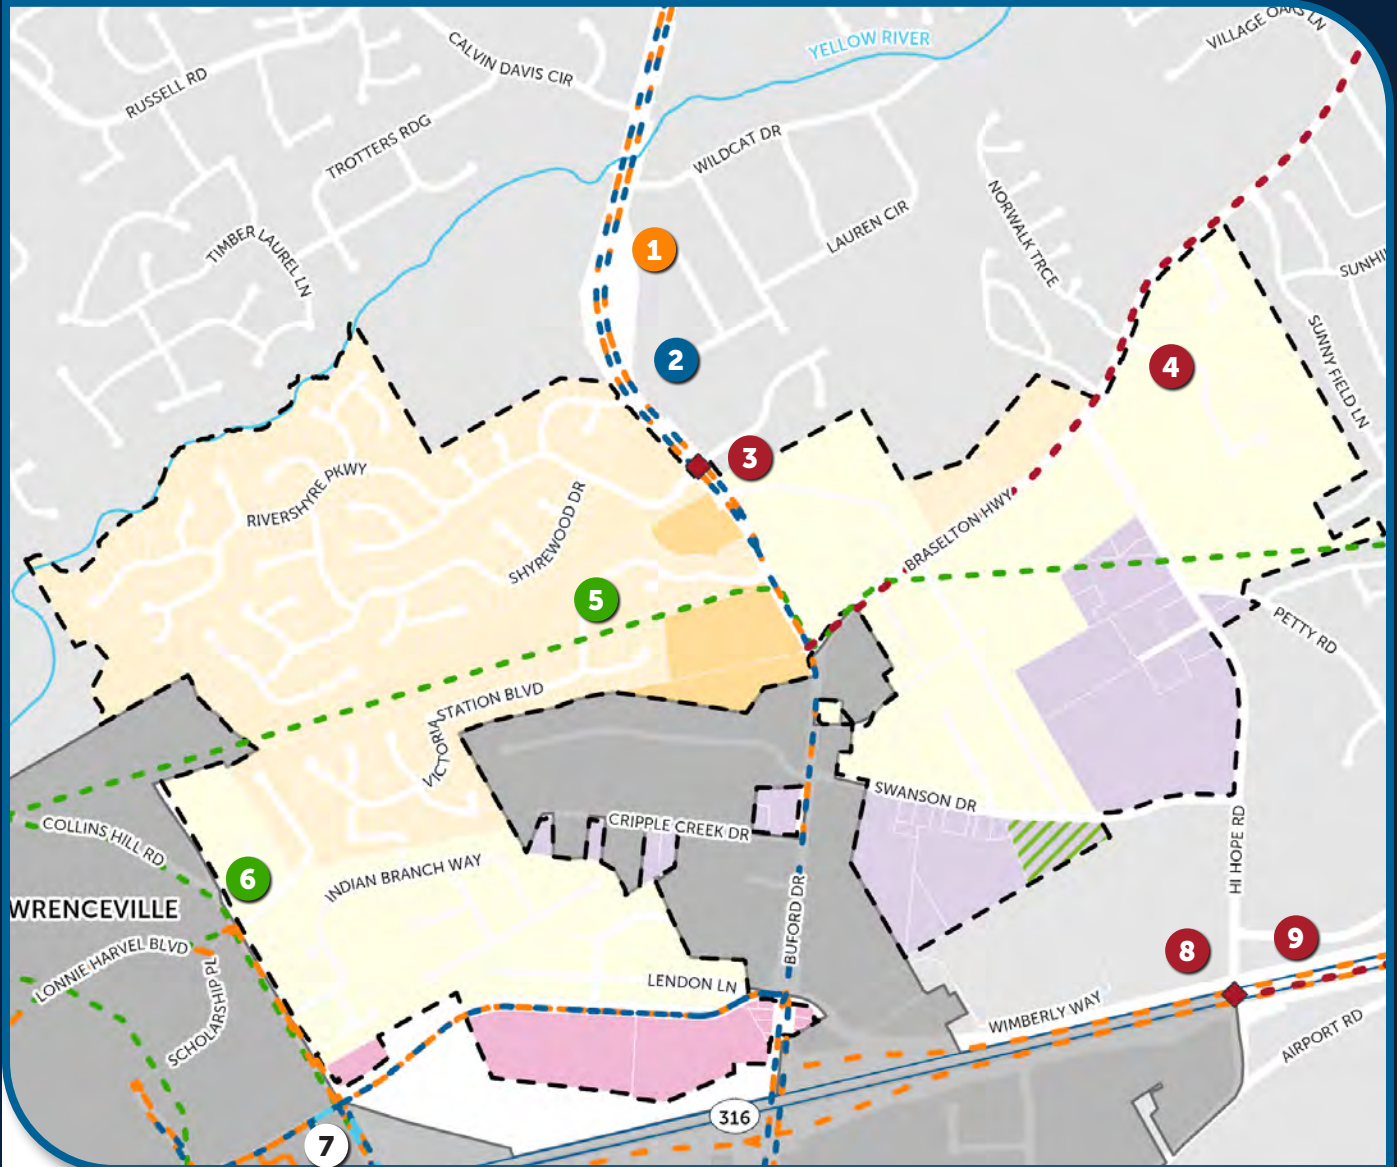 VILLAGE OAKS LN
CALVIN DAVIS CIR
YELLOW RIVER
RUSSELL RD
TROTTERS RDG
WILDCAT DR
NORWALK TRCE
LAUREN CIR
TIMBER LAUREL LN
1
SUNHI
2
SUNNY FIELD LN
4
3
RIVERSHYRE PKWY
SHYREWOOD DR
BRASELTON HWY
5
PETTY RD
STATION BLVD
VICTORIA
SWANSON DR
CRIPPLE CREEK DR
COLLINS HILL RD
HI HOPE RD
6
INDIAN BRANCH WAY
WRENCEVILLE
BUFORD DR
8
9
LONNIE HARVEL BLVD
LENDON LN
SCHOLARSHIP PL
WIMBERLY WAY
AIRPORT RD
316
7